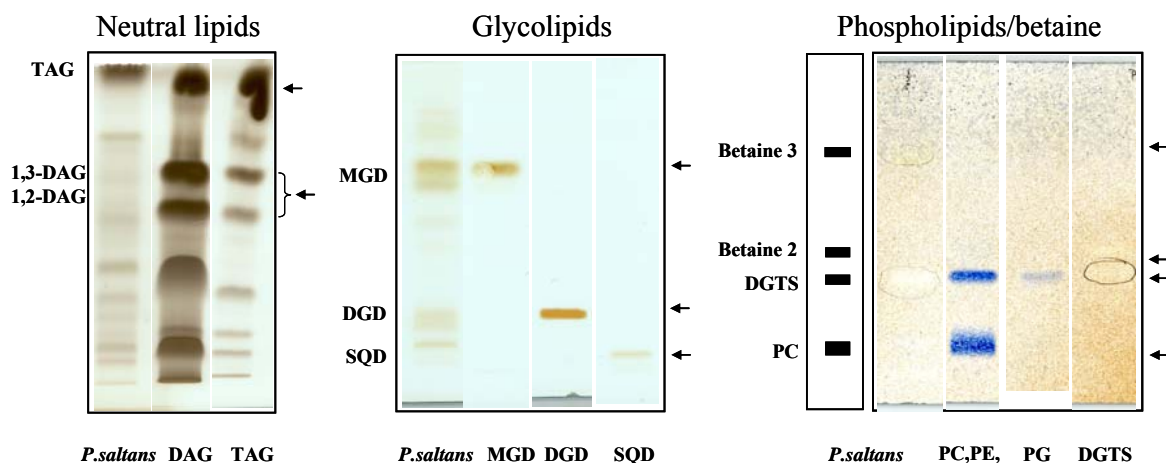 Neutral lipids
Glycolipids
Phospholipids/betaine
TAG
1,3-DAG
1,2-DAG
MGD
DGD
SQD
Betaine 3
Betaine 2
DGTS
PC
P.saltans DAG TAG
P.saltans MGD DGD SQD
P.saltans PC,PE, PG DGTS